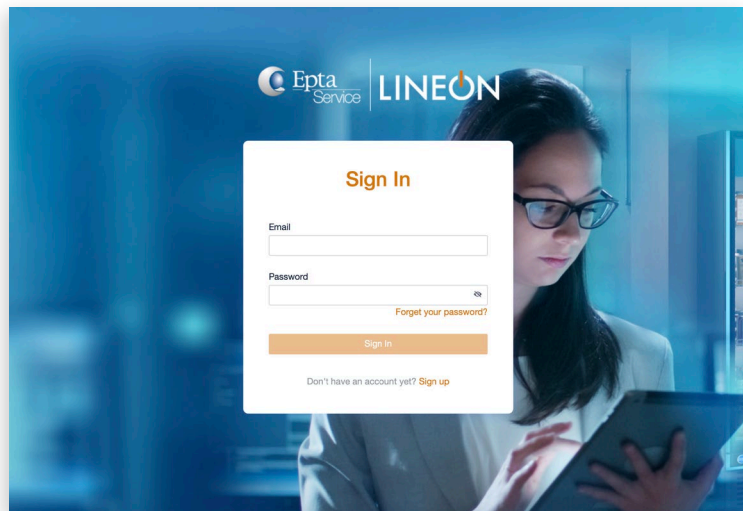 Epta
Service
LINEON
Sign In
Email
Password
Forget your password?
Sign In
Don't have an account yet? Sign up